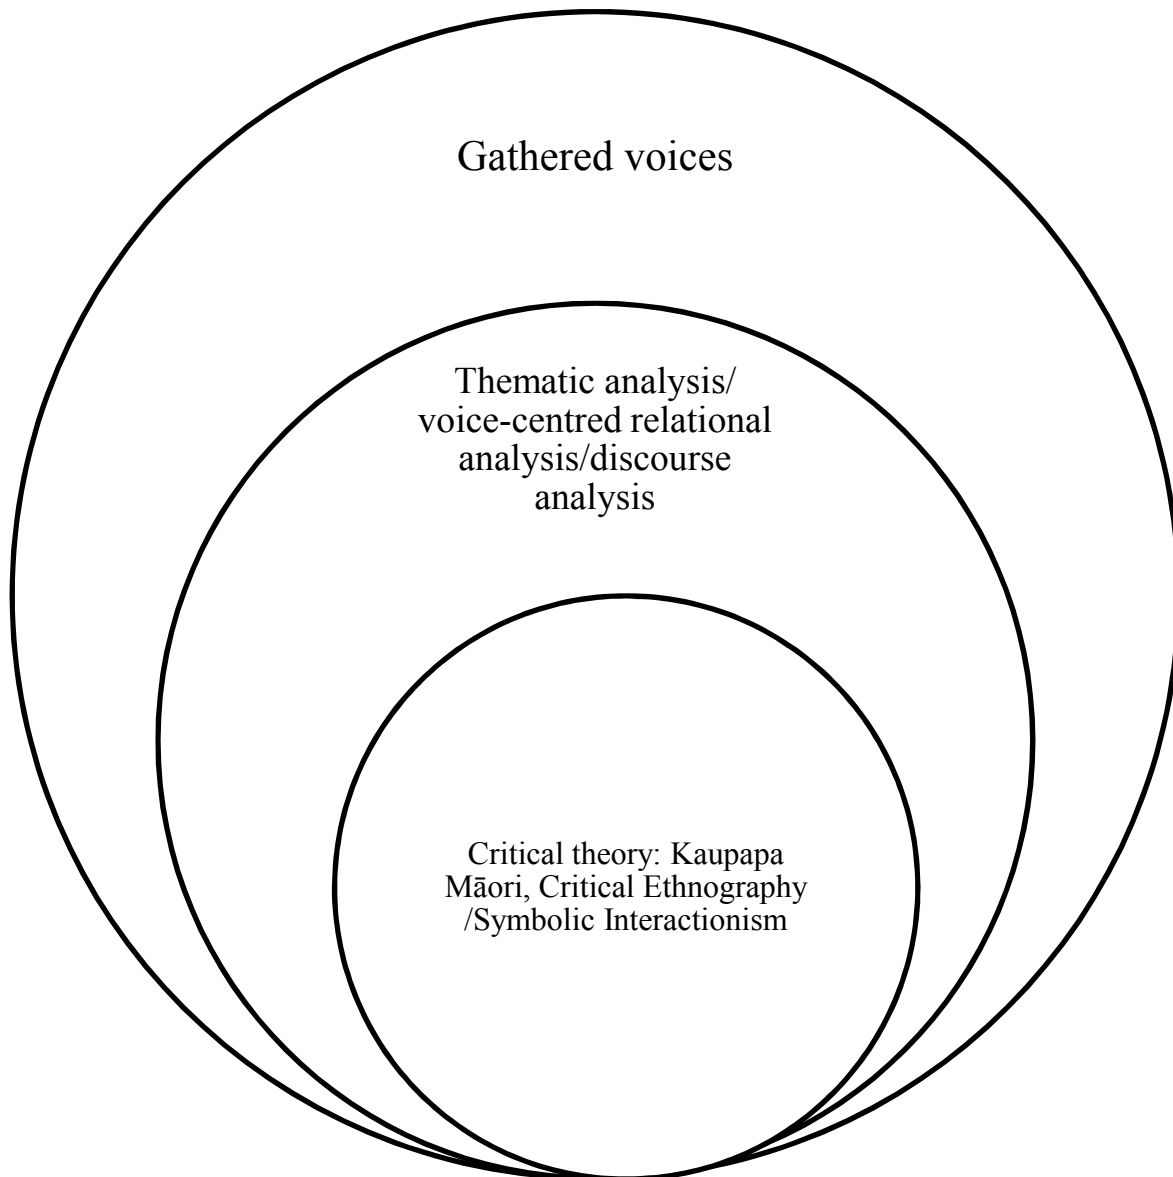 Gathered voices
Thematic analysis/
voice-centred relational
analysis/discourse
analysis
Critical theory: Kaupapa
Māori, Critical Ethnography
/Symbolic Interactionism